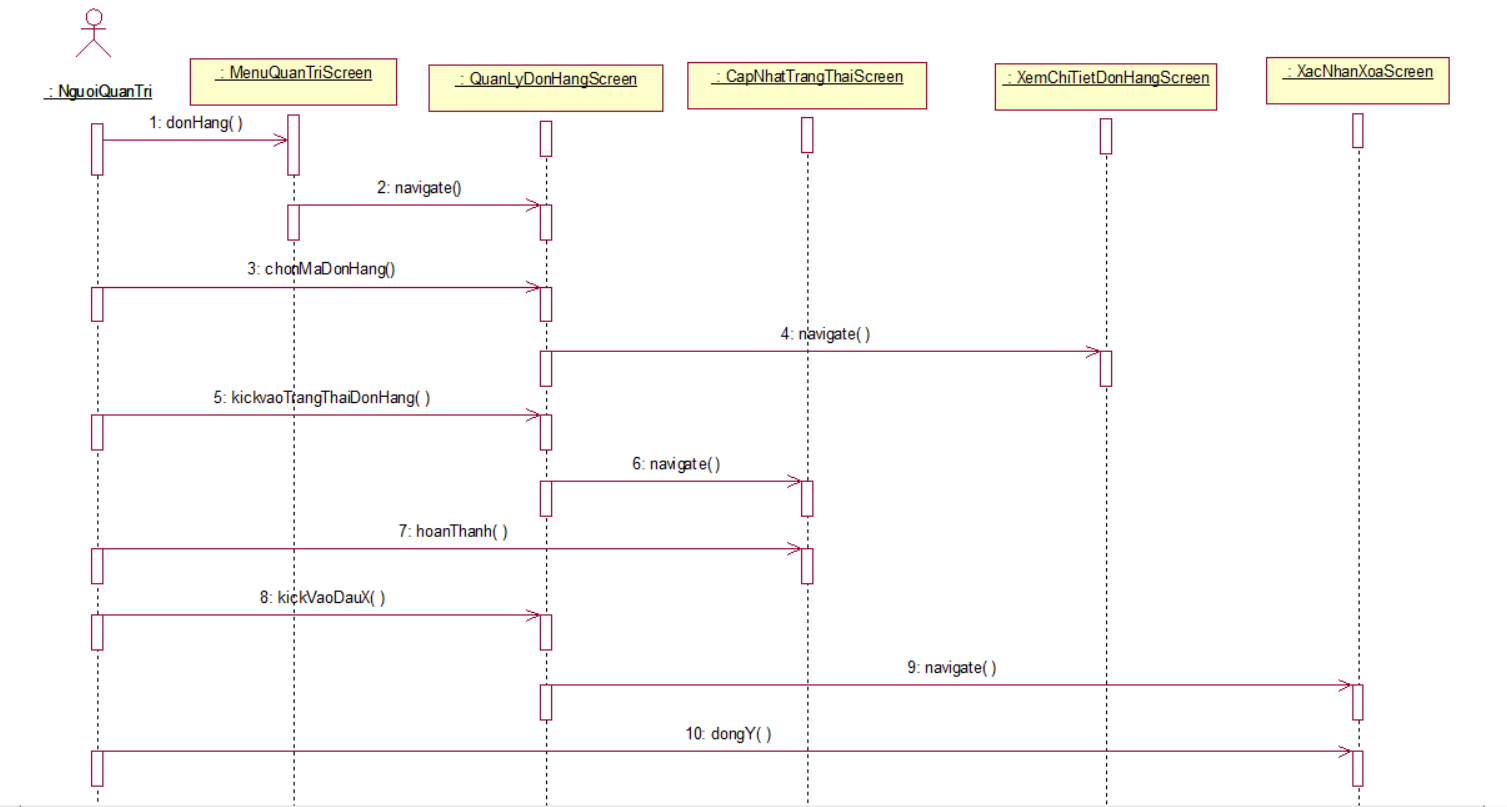 : NguoiQuanTri
: MenuQuanTriScreen
: QuanLyDonHangScreen
: CapNhatTrangThaiScreen
: XemChiTietDonHangScreen
: XacNhanXoaScreen
1: donHang( )
2: navigate()
3: chonMaDonHang()
4: navigate( )
5: kickvaoTrangThaiDonHang( )
6: navigate()
7: hoanThanh( )
8: kickVaoDauX( )
9: navigate( )
10: dongY( )